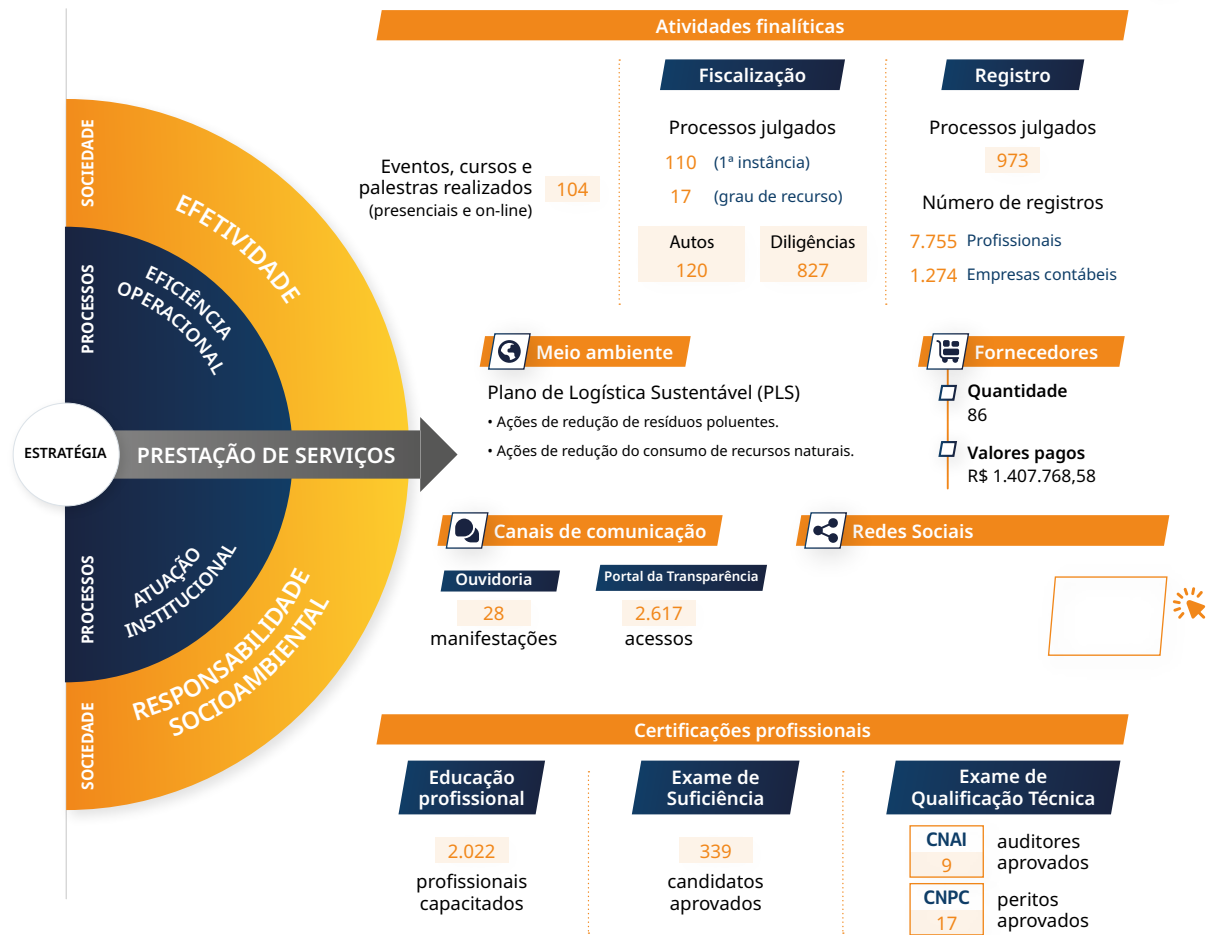 Atividades finalíticas
SOCIEDADE
EFETIVIDADE
PROCESSOS
EFICIÊNCIA
OPERACIONAL
ESTRATÉGIA
PRESTAÇÃO DE SERVIÇOS
PROCESSOS
ATUAÇÃO
INSTITUCIONAL
RESPONSABILIDADE
SOCIOAMBIENTAL
SOCIEDADE
Eventos, cursos e
palestras realizados
(presenciais e on-line)
104
Fiscalização
Processos julgados
110 (1ª instância)
17 (grau de recurso)
Autos
120
Diligências
827
Registro
Processos julgados
973
Número de registros
7.755 Profissionais
1.274 Empresas contábeis
Meio ambiente
Plano de Logística Sustentável (PLS)
• Ações de redução de resíduos poluentes.
• Ações de redução do consumo de recursos naturais.
Fornecedores
Quantidade
86
Valores pagos
R$ 1.407.768,58
Canais de comunicação
Ouvidoria
28
manifestações
Portal da Transparência
2.617
acessos
Redes Sociais
Certificações profissionais
Educação
profissional
2.022
profissionais
capacitados
Exame de
Suficiência
339
candidatos
aprovados
Exame de
Qualificação Técnica
CNAI
9
auditores
aprovados
CNPC
17
peritos
aprovados